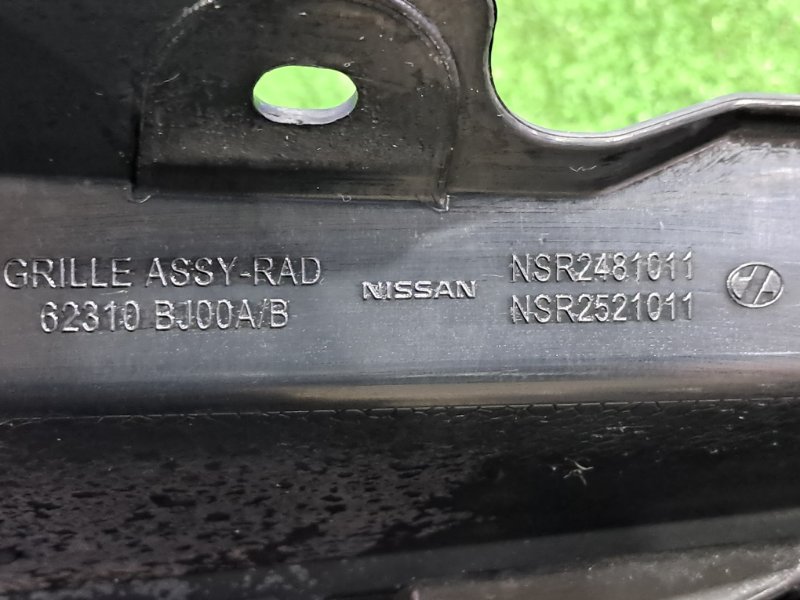 GRILLE ASSY-RAD
62310 BJ00A/B
NISSAN
NSR2481011
NSR2521011